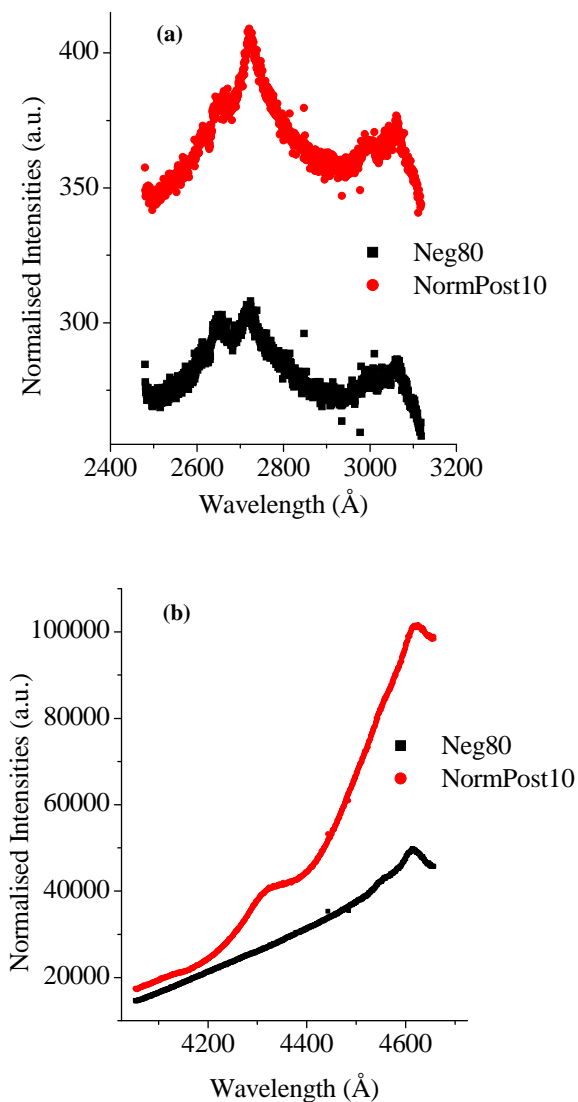 (a)
400
350
300
Normalised Intensities (a.u.)
Neg80
NormPost10
2400 2600 2800 3000 3200
Wavelength (Å)
(b)
100000
80000
60000
40000
20000
Normalised Intensities (a.u.)
Neg80
NormPost10
4200 4400 4600
Wavelength (Å)